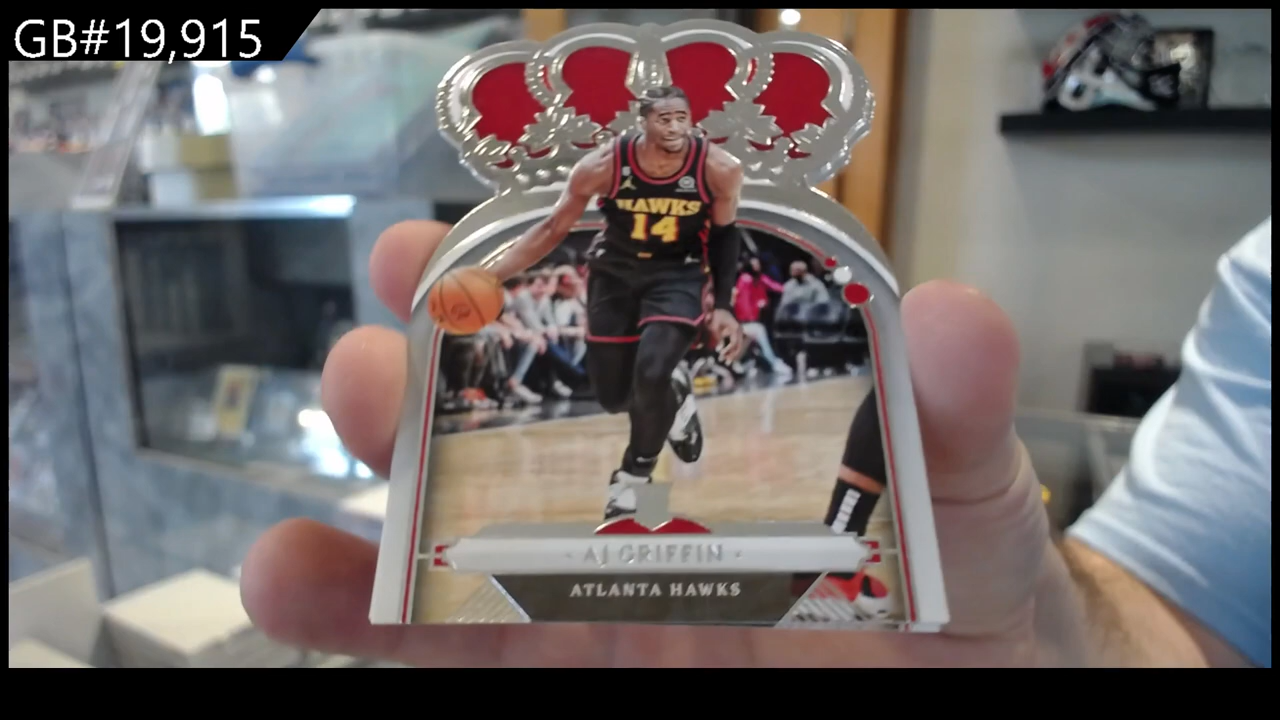 GB#19,915
HAWKS
14
· AJ GRIFFIN ·
ATLANTA HAWKS